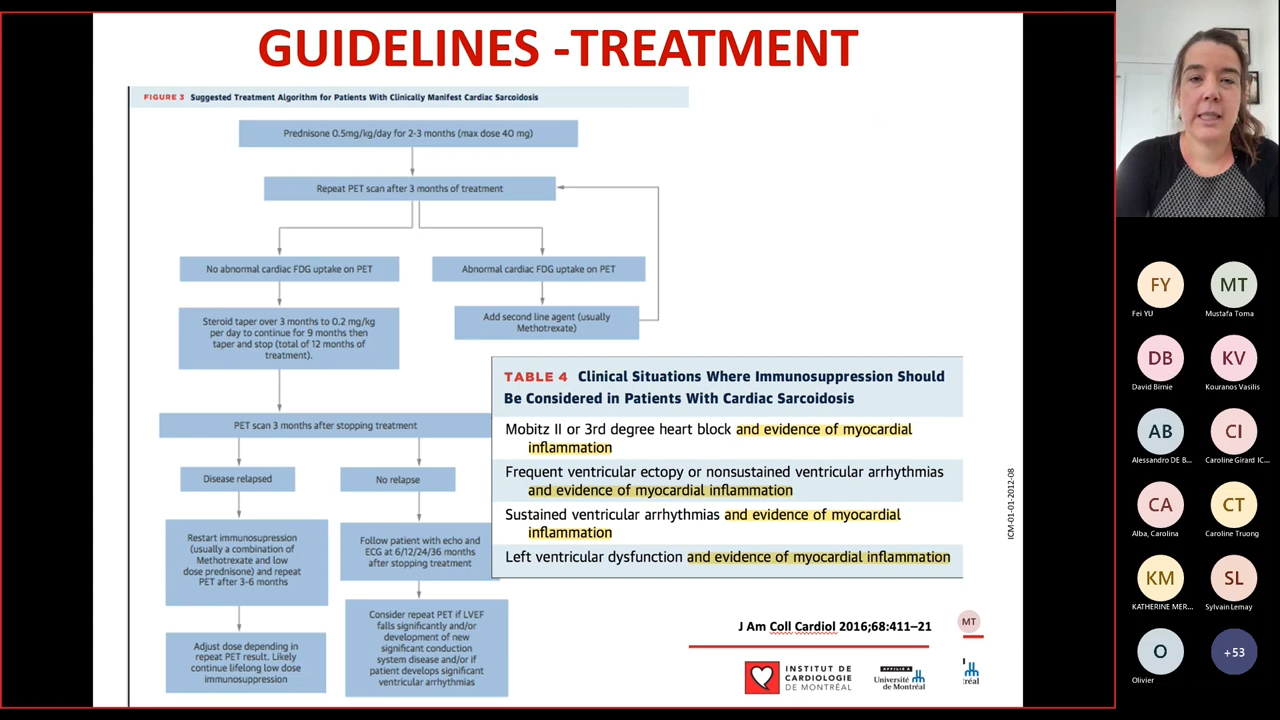 GUIDELINES -TREATMENT
FIGURE 3 Suggested Treatment Algorithm for Patients With Clinically Manifest Cardiac Sarcoidosis
Prednisone 0.5mg/kg/day for 2-3 months (max dose 40 mg)
Repeat PET scan after 3 months of treatment
No abnormal cardiac FDG uptake on PET
Abnormal cardiac FDG uptake on PET
Steroid taper over 3 months to 0.2 mg/kg
per day to continue for 9 months then
taper and stop (total of 12 months of
treatment).
Add second line agent (usually
Methotrexate)
PET scan 3 months after stopping treatment
Disease relapsed
No relapse
Restart immunosupression
(usually a combination of
Methotrexate and low
dose prednisone) and repeat
PET after 3-6 months
Follow patient with echo and
ECG at 6/12/24/36 months
after stopping treatment
Adjust dose depending in
repeat PET result. Likely
continue lifelong low dose
immunosuppression
Consider repeat PET if LVEF
falls significantly and/or
development of new
significant conduction
system disease and/or if
patient develops significant
ventricular arrhythmias
TABLE 4 Clinical Situations Where Immunosuppression Should
Be Considered in Patients With Cardiac Sarcoidosis
Mobitz II or 3rd degree heart block and evidence of myocardial
inflammation
Frequent ventricular ectopy or nonsustained ventricular arrhythmias
and evidence of myocardial inflammation
Sustained ventricular arrhythmias and evidence of myocardial
inflammation
Left ventricular dysfunction and evidence of myocardial inflammation
ICM-01-01-2012-08
J Am Coll Cardiol 2016;68:411–21
MT
INSTITUT DE
CARDIOLOGIE
DE MONTRÉAL
AFFILIÉ À
Université
de Montréal
réal
FY
Fei YU
MT
Mustafa Toma
DB
David Birnie
KV
Kouranos Vasilis
AB
Alessandro DE B...
CI
Caroline Girard IC...
CA
Alba, Carolina
CT
Caroline Truong
KM
KATHERINE MER...
SL
Sylvain Lemay
O
Olivier
+53